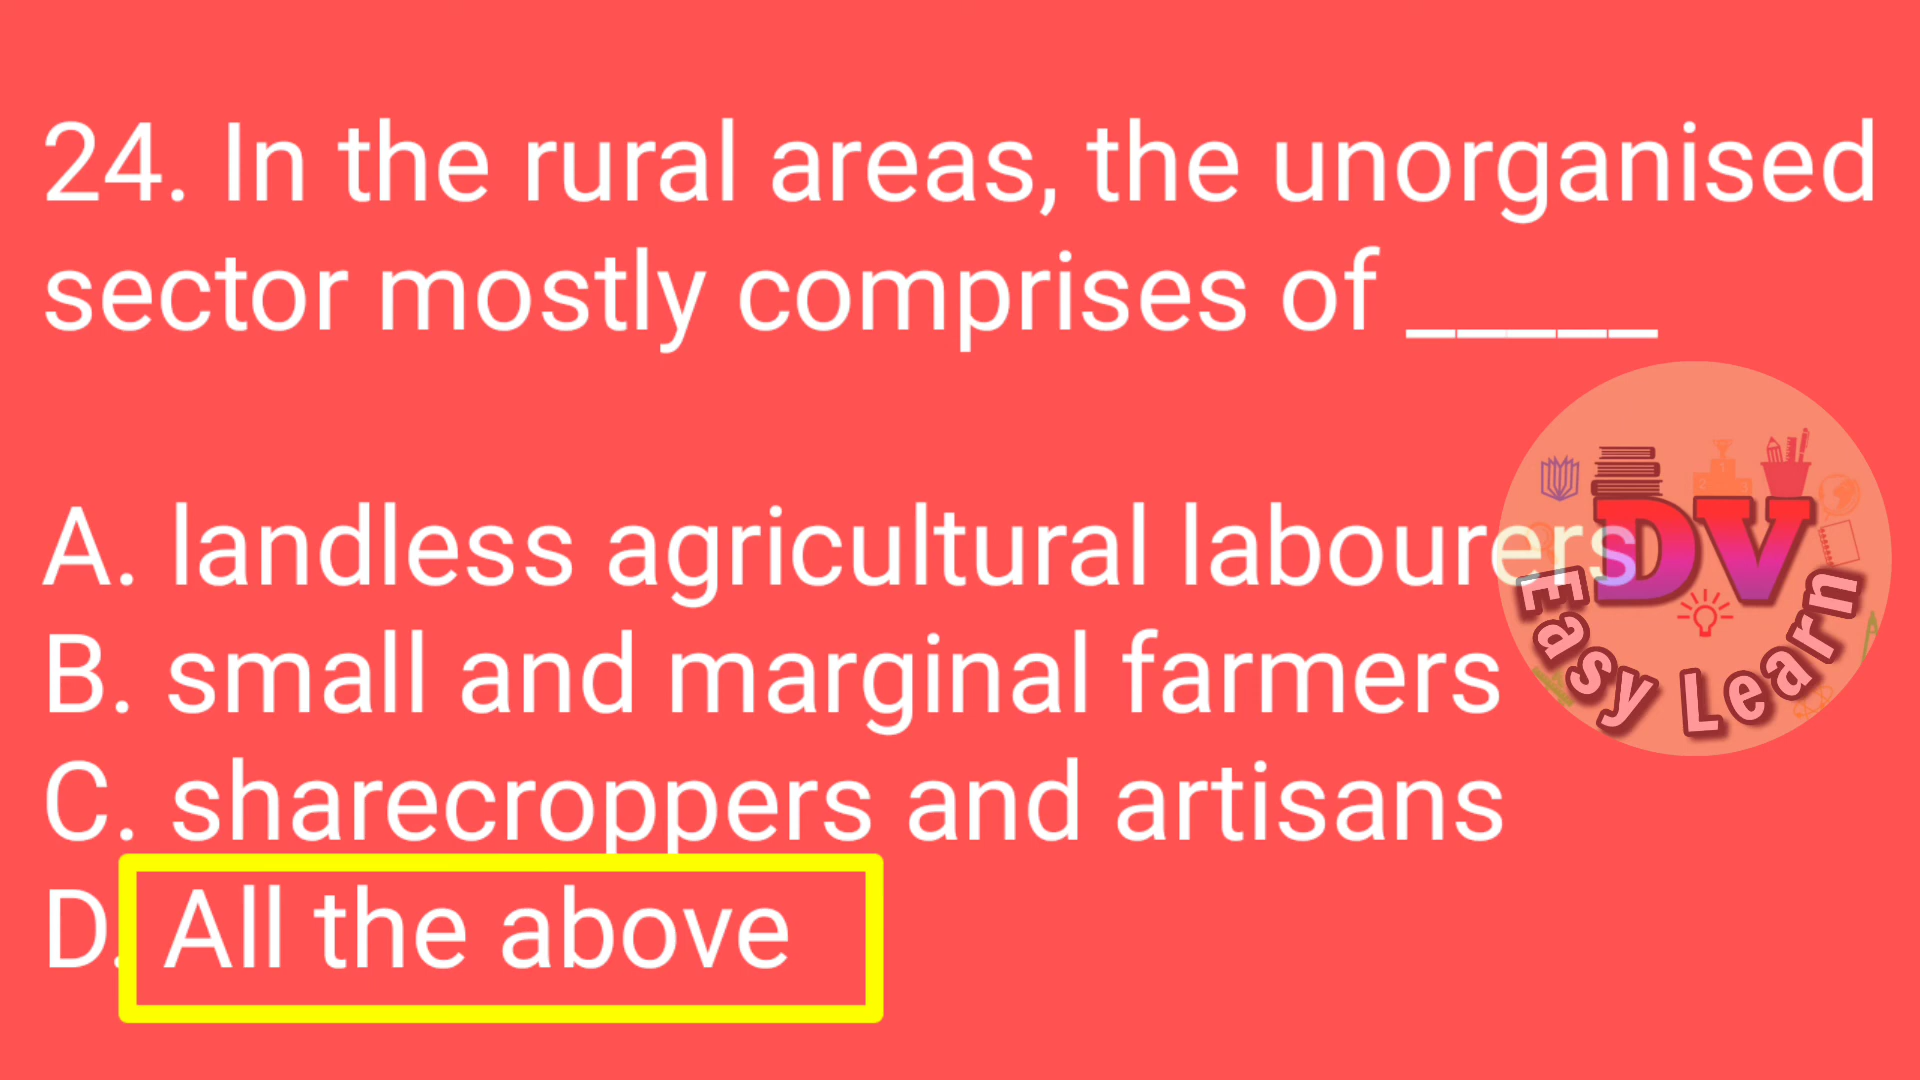 24. In the rural areas, the unorganised
sector mostly comprises of _____
A. landless agricultural labourers
B. small and marginal farmers
C. sharecroppers and artisans
D. All the above
DV
Easy Learn